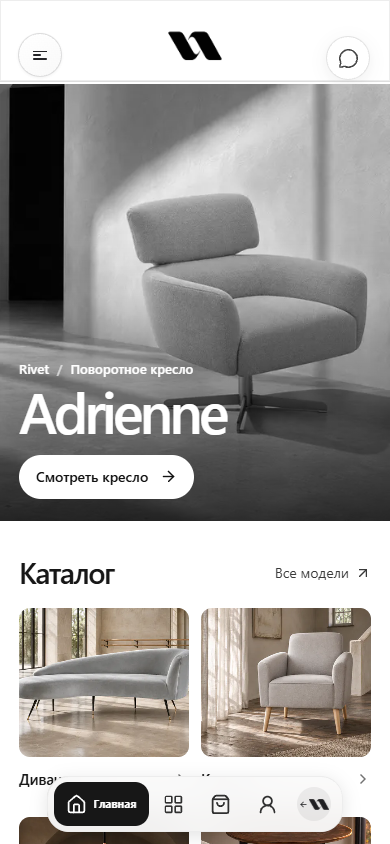 Rivet / Поворотное кресло
Adrienne
Смотреть кресло
Каталог
Все модели
Главная